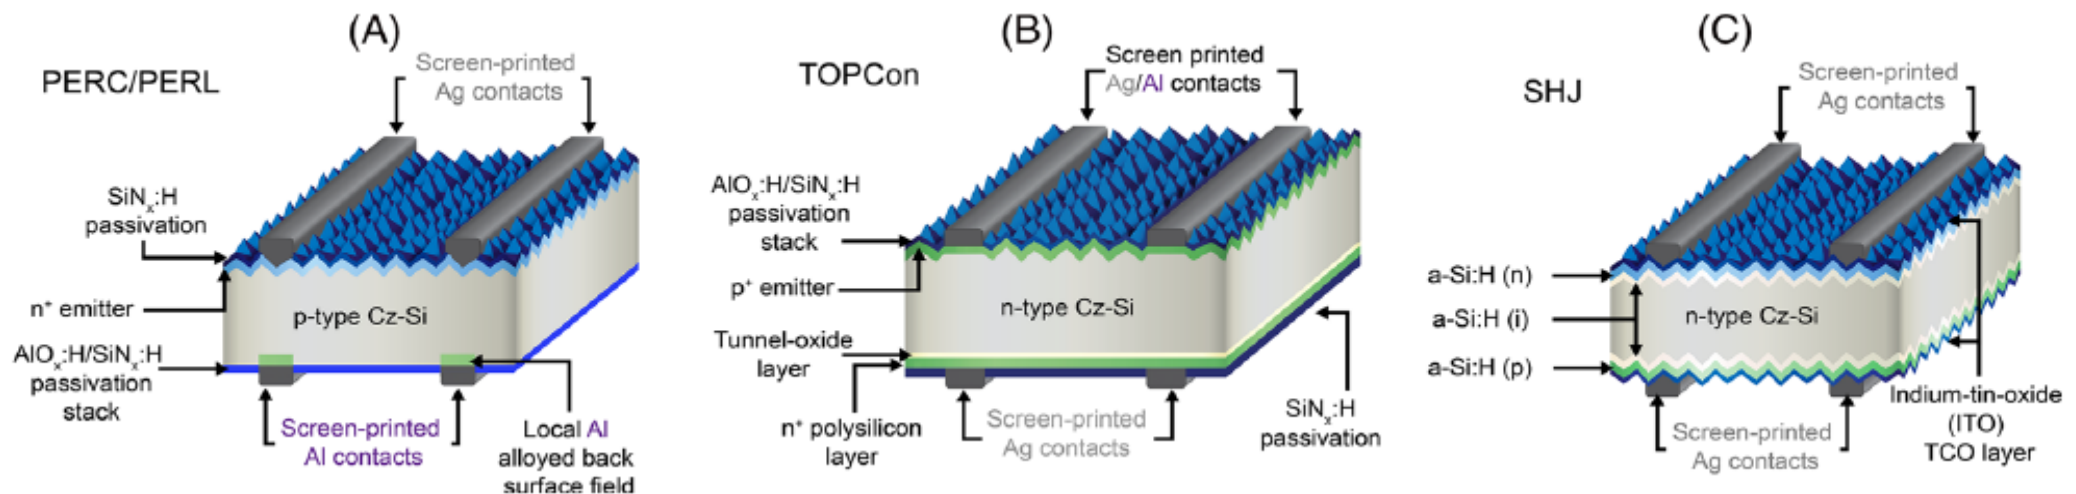 (A)
PERC/PERL
Screen-printed
Ag contacts
SiNₓ:H
passivation
n⁺ emitter
p-type Cz-Si
AlOₓ:H/SiNₓ:H
passivation
stack
Screen-printed
Al contacts
Local Al
alloyed back
surface field
(B)
TOPCon
Screen printed
Ag/Al contacts
AlOₓ:H/SiNₓ:H
passivation
stack
p⁺ emitter
n-type Cz-Si
Tunnel-oxide
layer
n⁺ polysilicon
layer
Screen-printed
Ag contacts
SiNₓ:H
passivation
(C)
SHJ
Screen-printed
Ag contacts
a-Si:H (n)
a-Si:H (i)
n-type Cz-Si
a-Si:H (p)
Screen-printed
Ag contacts
Indium-tin-oxide
(ITO)
TCO layer